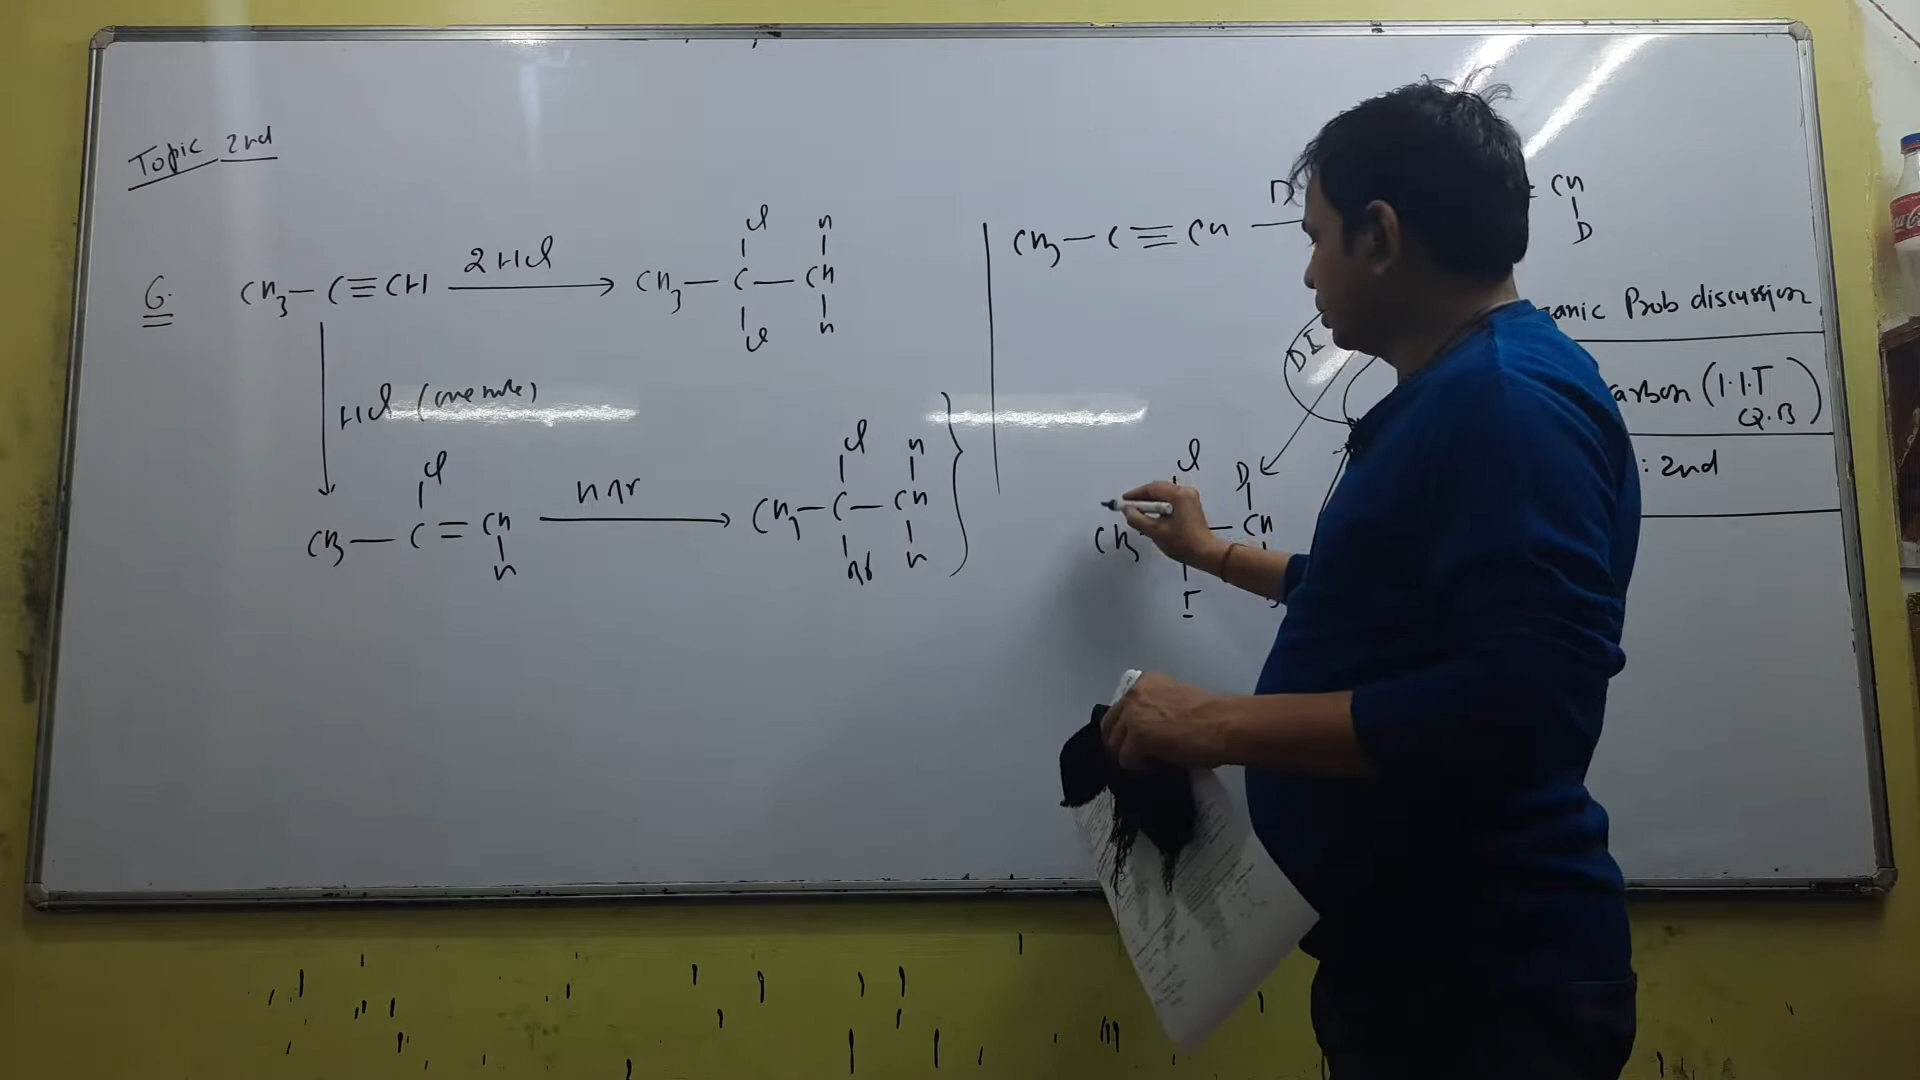 Topic 2nd
6.
CH3 – C ≡ CH 2HCl → CH3 – C – CH
Cl H
Cl H
HCl (one mole)
CH3 – C = CH HBr → CH3 – C – CH
Cl
H
Cl H
Br H
CH3 – C ≡ CH D
CH
D
DI
Cl D
CH3 – CH
I
anic Prob discussion
arbon (I.I.T
Q.B)
: 2nd